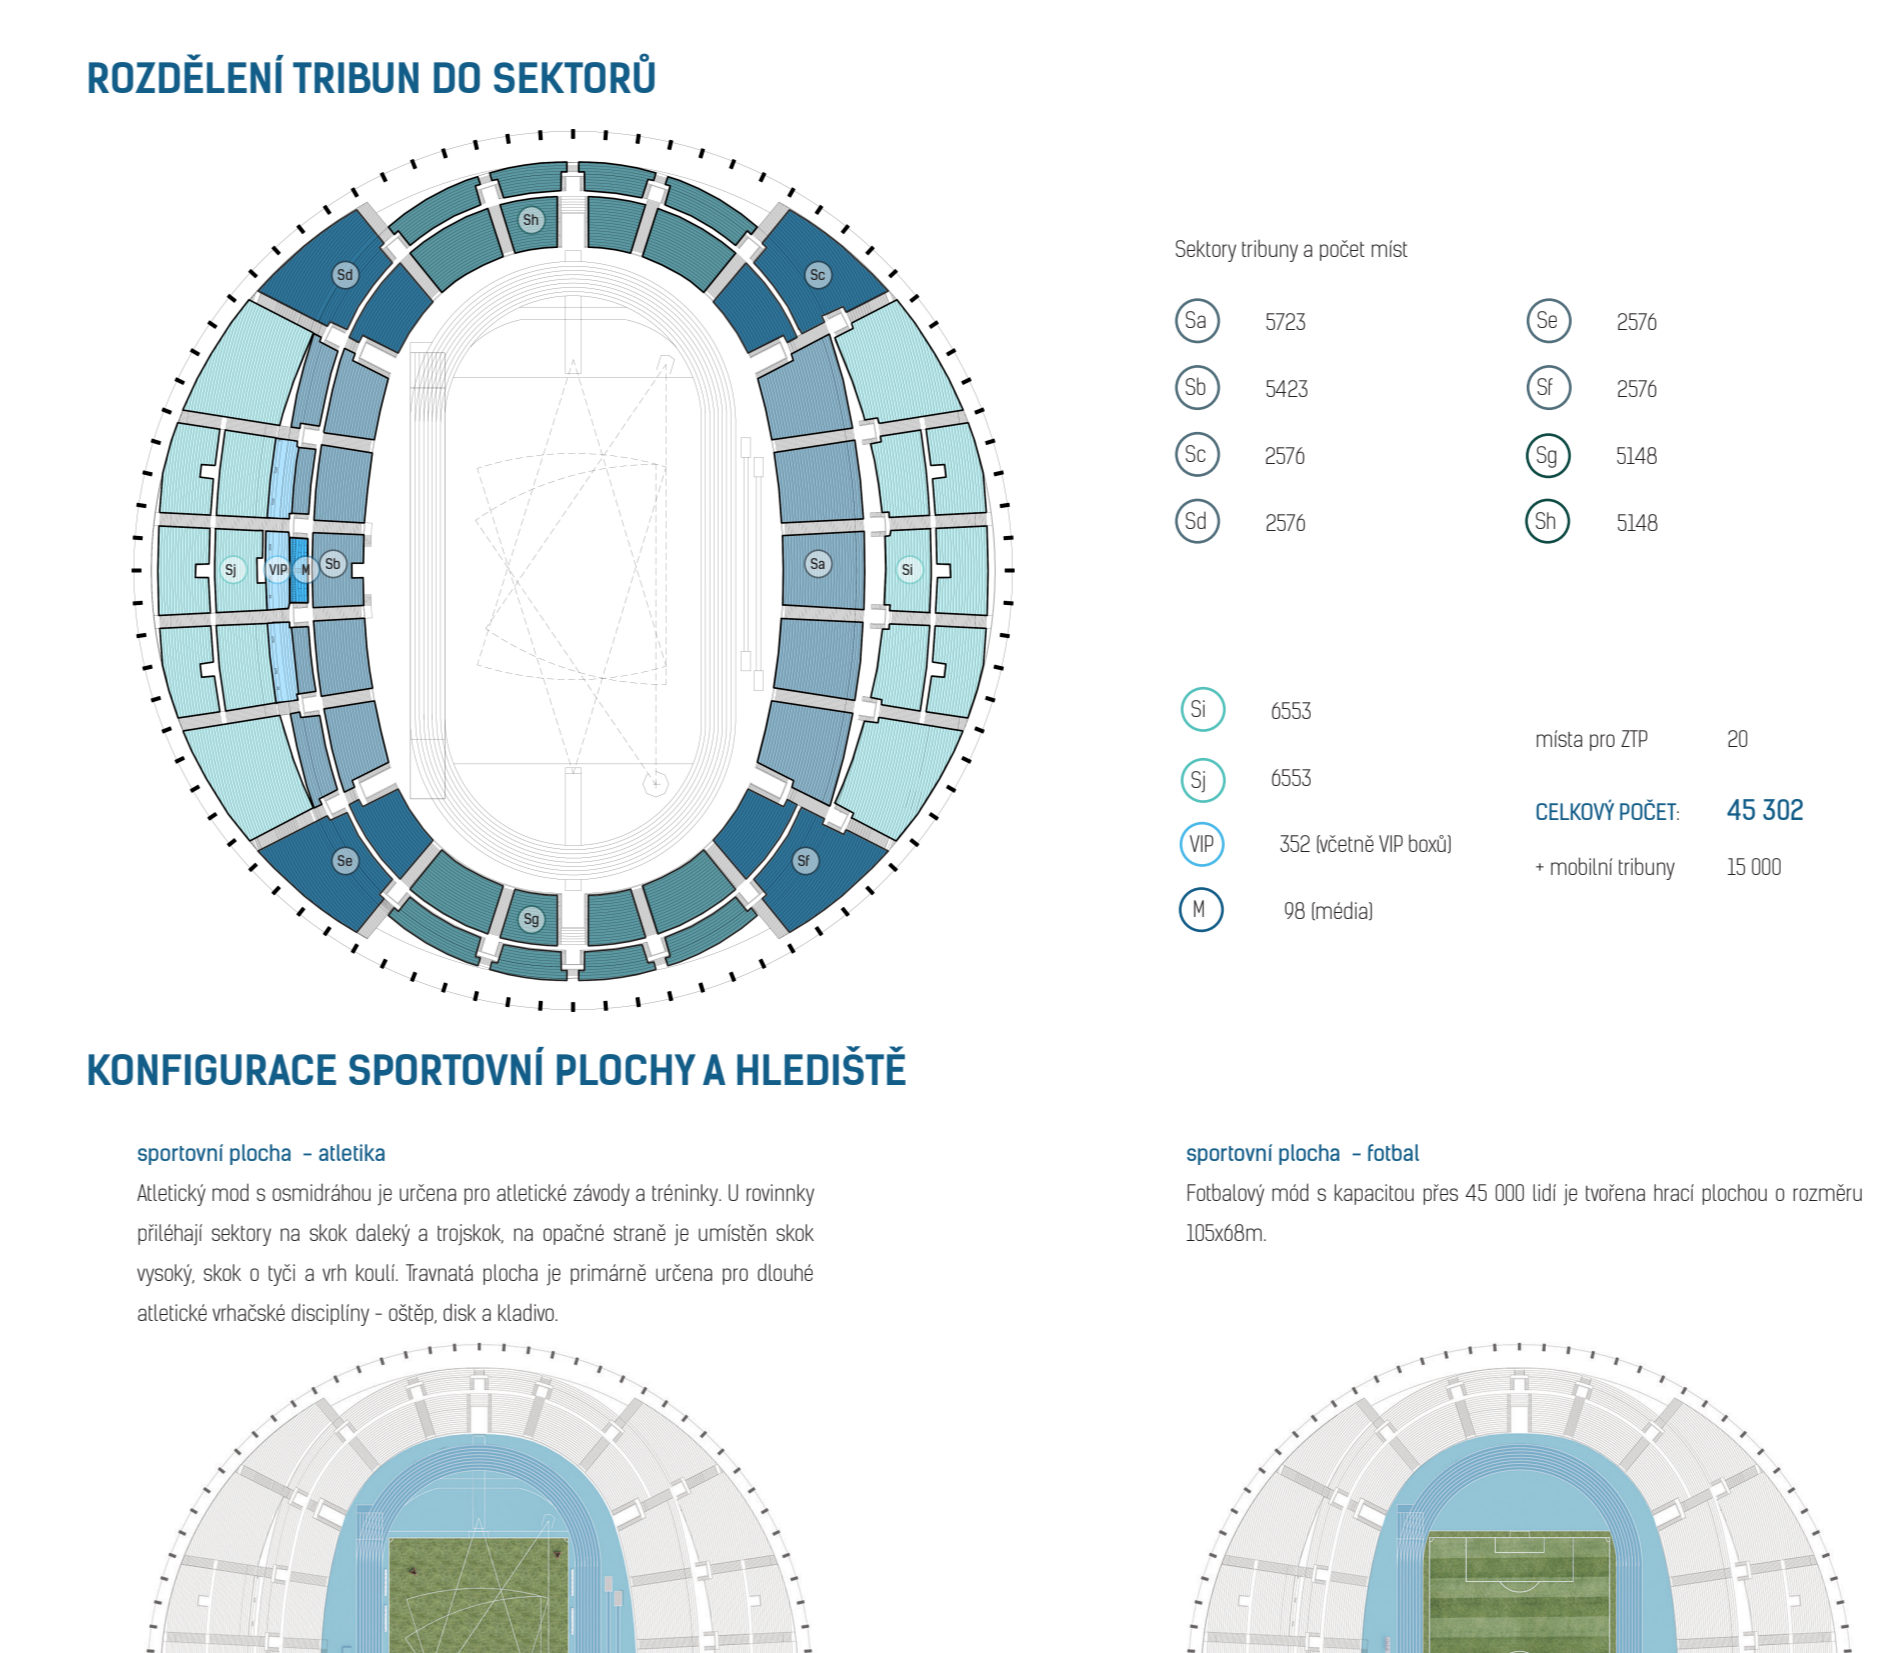 ROZDĚLENÍ TRIBUN DO SEKTORŮ
Sh
Sd
Sc
Sj
VIP
M
Sb
Sa
Si
Se
Sf
Sg
Sektory tribuny a počet míst
Sa 5723
Sb 5423
Sc 2576
Sd 2576
Se 2576
Sf 2576
Sg 5148
Sh 5148
Si 6553
Sj 6553
VIP 352 (včetně VIP boxů)
M 98 (média)
místa pro ZTP 20
CELKOVÝ POČET: 45 302
+ mobilní tribuny 15 000
KONFIGURACE SPORTOVNÍ PLOCHY A HLEDIŠTĚ
sportovní plocha - atletika
Atletický mod s osmidráhou je určena pro atletické závody a tréninky. U rovinnky
přiléhají sektory na skok daleký a trojskok, na opačné straně je umístěn skok
vysoký, skok o tyči a vrh koulí. Travnatá plocha je primárně určena pro dlouhé
atletické vrhačské disciplíny - oštěp, disk a kladivo.
sportovní plocha - fotbal
Fotbalový mód s kapacitou přes 45 000 lidí je tvořena hrací plochou o rozměru
105x68m.